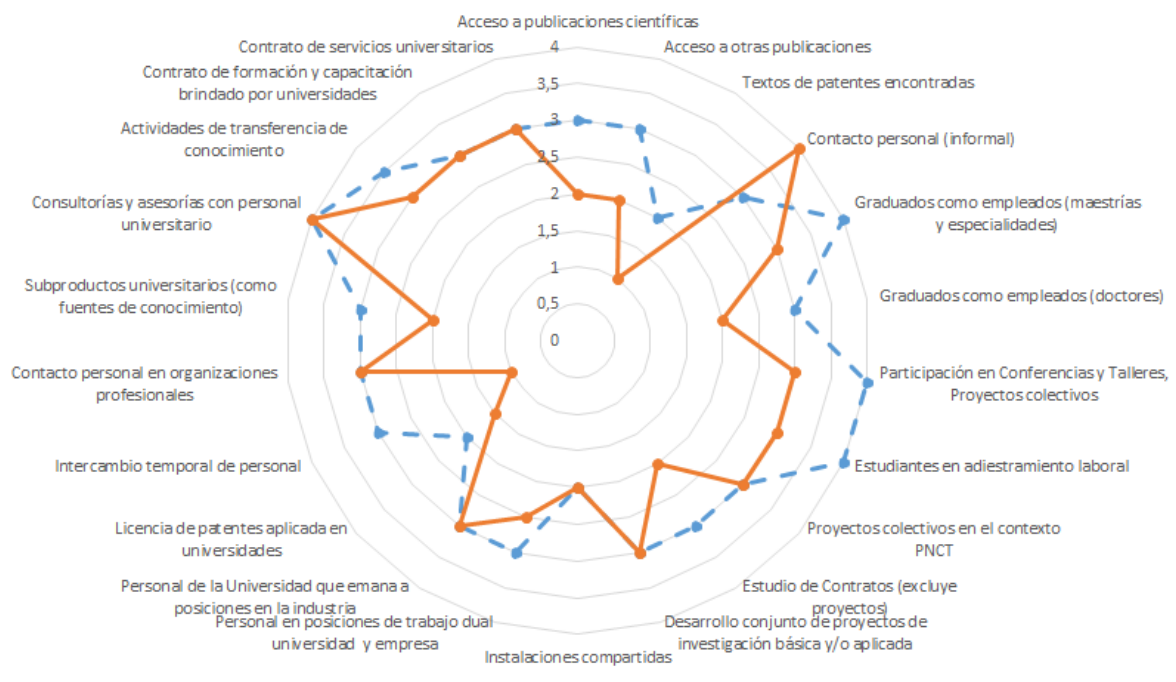 Acceso a publicaciones científicas
Acceso a otras publicaciones
Textos de patentes encontradas
Contacto personal (informal)
Graduados como empleados (maestrías
y especialidades)
Graduados como empleados (doctores)
Participación en Conferencias y Talleres,
Proyectos colectivos
Estudiantes en adiestramiento laboral
Proyectos colectivos en el contexto
PNCT
Estudio de Contratos (excluye
proyectos)
Desarrollo conjunto de proyectos de
investigación básica y/o aplicada
Instalaciones compartidas
Personal en posiciones de trabajo dual
universidad y empresa
Personal de la Universidad que emana a
posiciones en la industria
Licencia de patentes aplicada en
universidades
Intercambio temporal de personal
Contacto personal en organizaciones
profesionales
Subproductos universitarios (como
fuentes de conocimiento)
Consultorías y asesorías con personal
universitario
Actividades de transferencia de
conocimiento
Contrato de formación y capacitación
brindado por universidades
Contrato de servicios universitarios
4
3,5
3
2,5
2
1,5
1
0,5
0